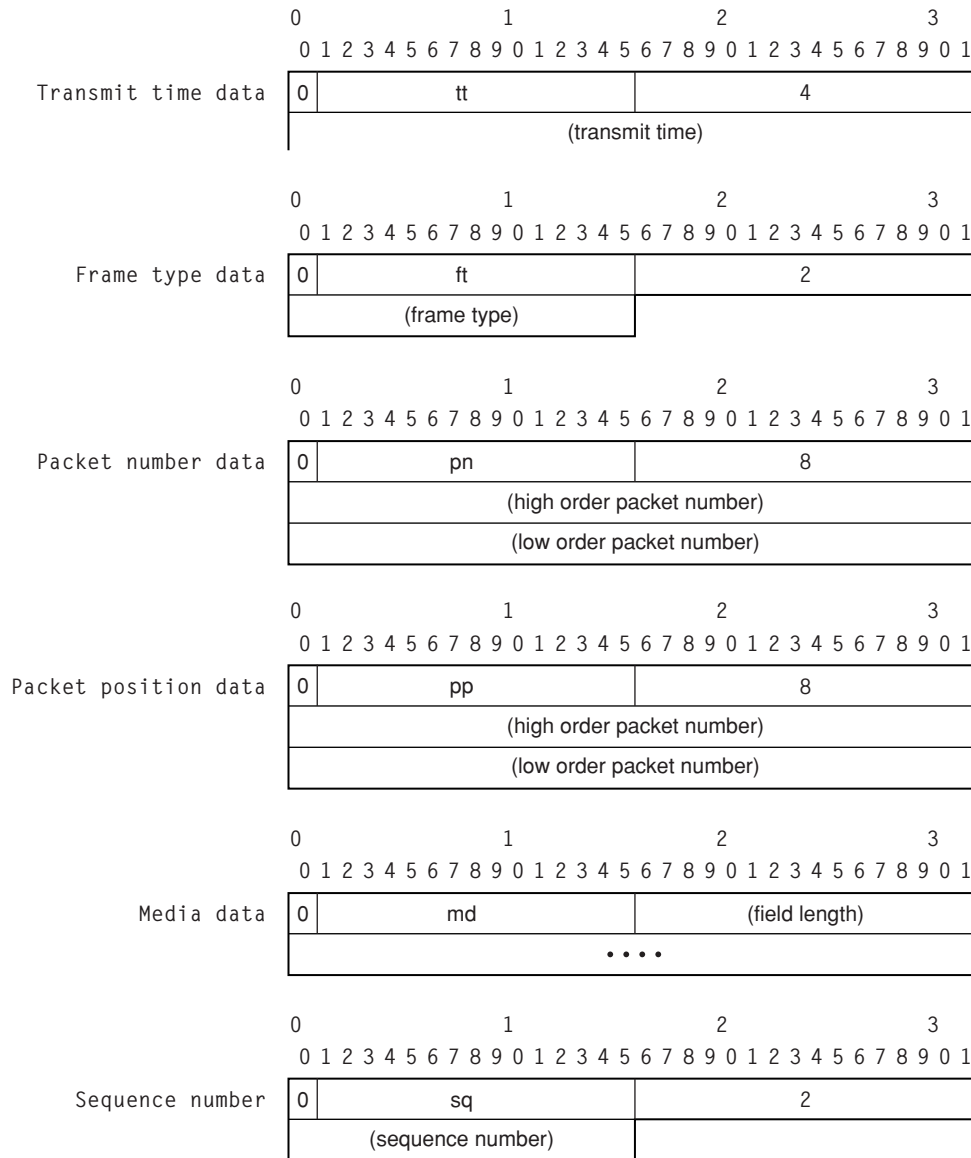 0 1 2 3
0 1 2 3 4 5 6 7 8 9 0 1 2 3 4 5 6 7 8 9 0 1 2 3 4 5 6 7 8 9 0 1
Transmit time data 0 tt 4
(transmit time)
0 1 2 3
0 1 2 3 4 5 6 7 8 9 0 1 2 3 4 5 6 7 8 9 0 1 2 3 4 5 6 7 8 9 0 1
Frame type data 0 ft 2
(frame type)
0 1 2 3
0 1 2 3 4 5 6 7 8 9 0 1 2 3 4 5 6 7 8 9 0 1 2 3 4 5 6 7 8 9 0 1
Packet number data 0 pn 8
(high order packet number)
(low order packet number)
0 1 2 3
0 1 2 3 4 5 6 7 8 9 0 1 2 3 4 5 6 7 8 9 0 1 2 3 4 5 6 7 8 9 0 1
Packet position data 0 pp 8
(high order packet number)
(low order packet number)
0 1 2 3
0 1 2 3 4 5 6 7 8 9 0 1 2 3 4 5 6 7 8 9 0 1 2 3 4 5 6 7 8 9 0 1
Media data 0 md (field length)
• • • •
0 1 2 3
0 1 2 3 4 5 6 7 8 9 0 1 2 3 4 5 6 7 8 9 0 1 2 3 4 5 6 7 8 9 0 1
Sequence number 0 sq 2
(sequence number)